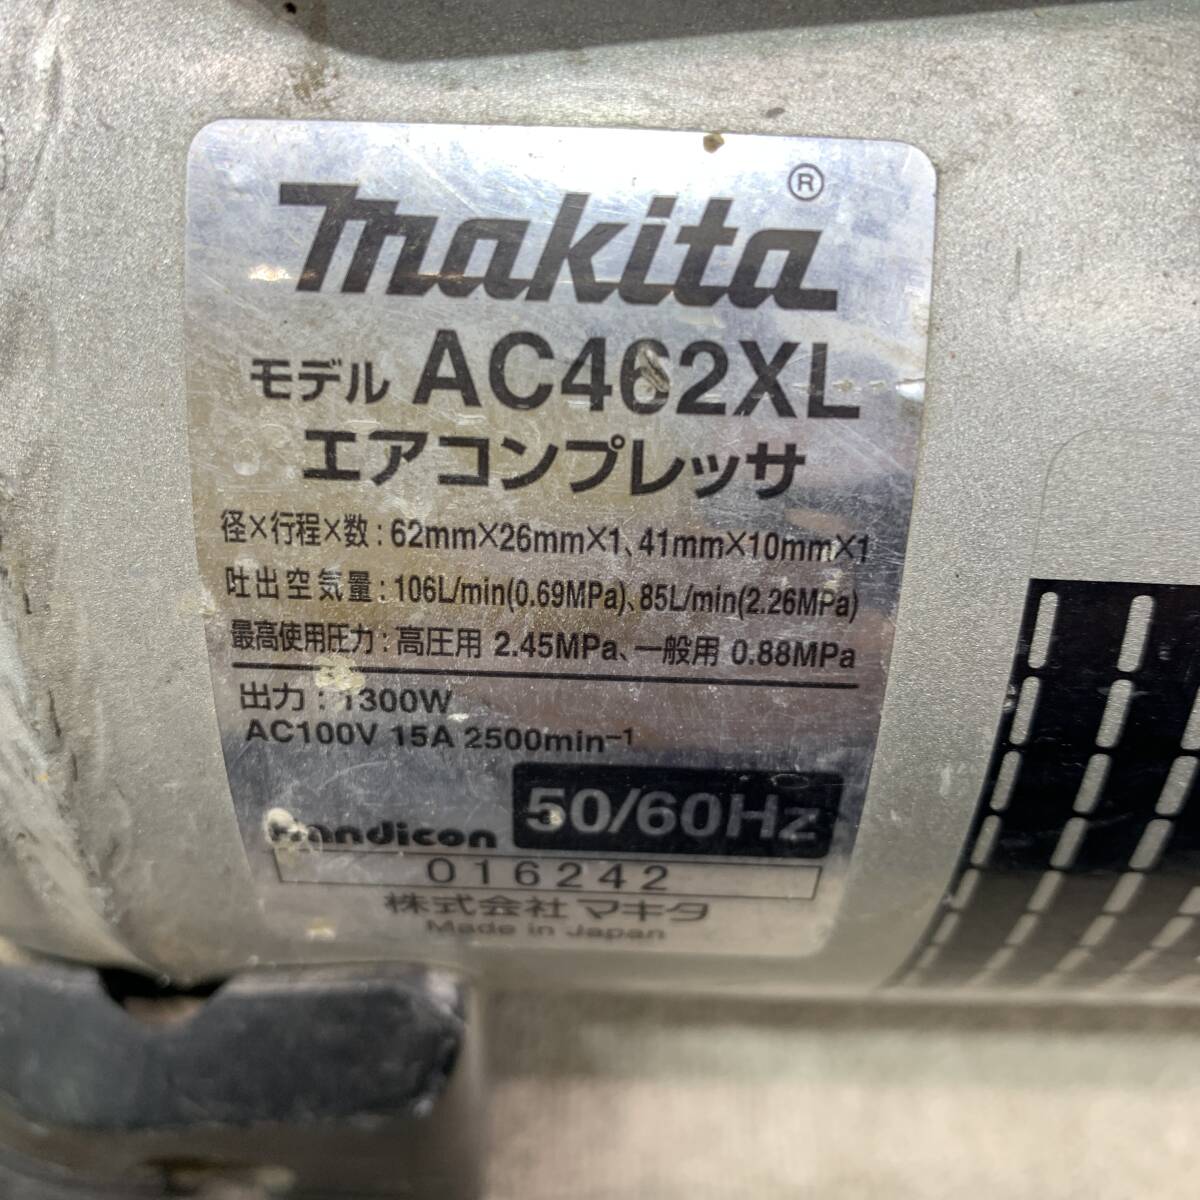 makita®
モデル AC462XL
エアコンプレッサ
径×行程×数:62mm×26mm×1、41mm×10mm×1
吐出空気量:106L/min(0.69MPa)、85L/min(2.26MPa)
最高使用圧力:高圧用 2.45MPa、一般用 0.88MPa
出力:1300W
AC100V 15A 2500min⁻¹
Handicon 50/60Hz
016242
株式会社マキタ
Made in Japan